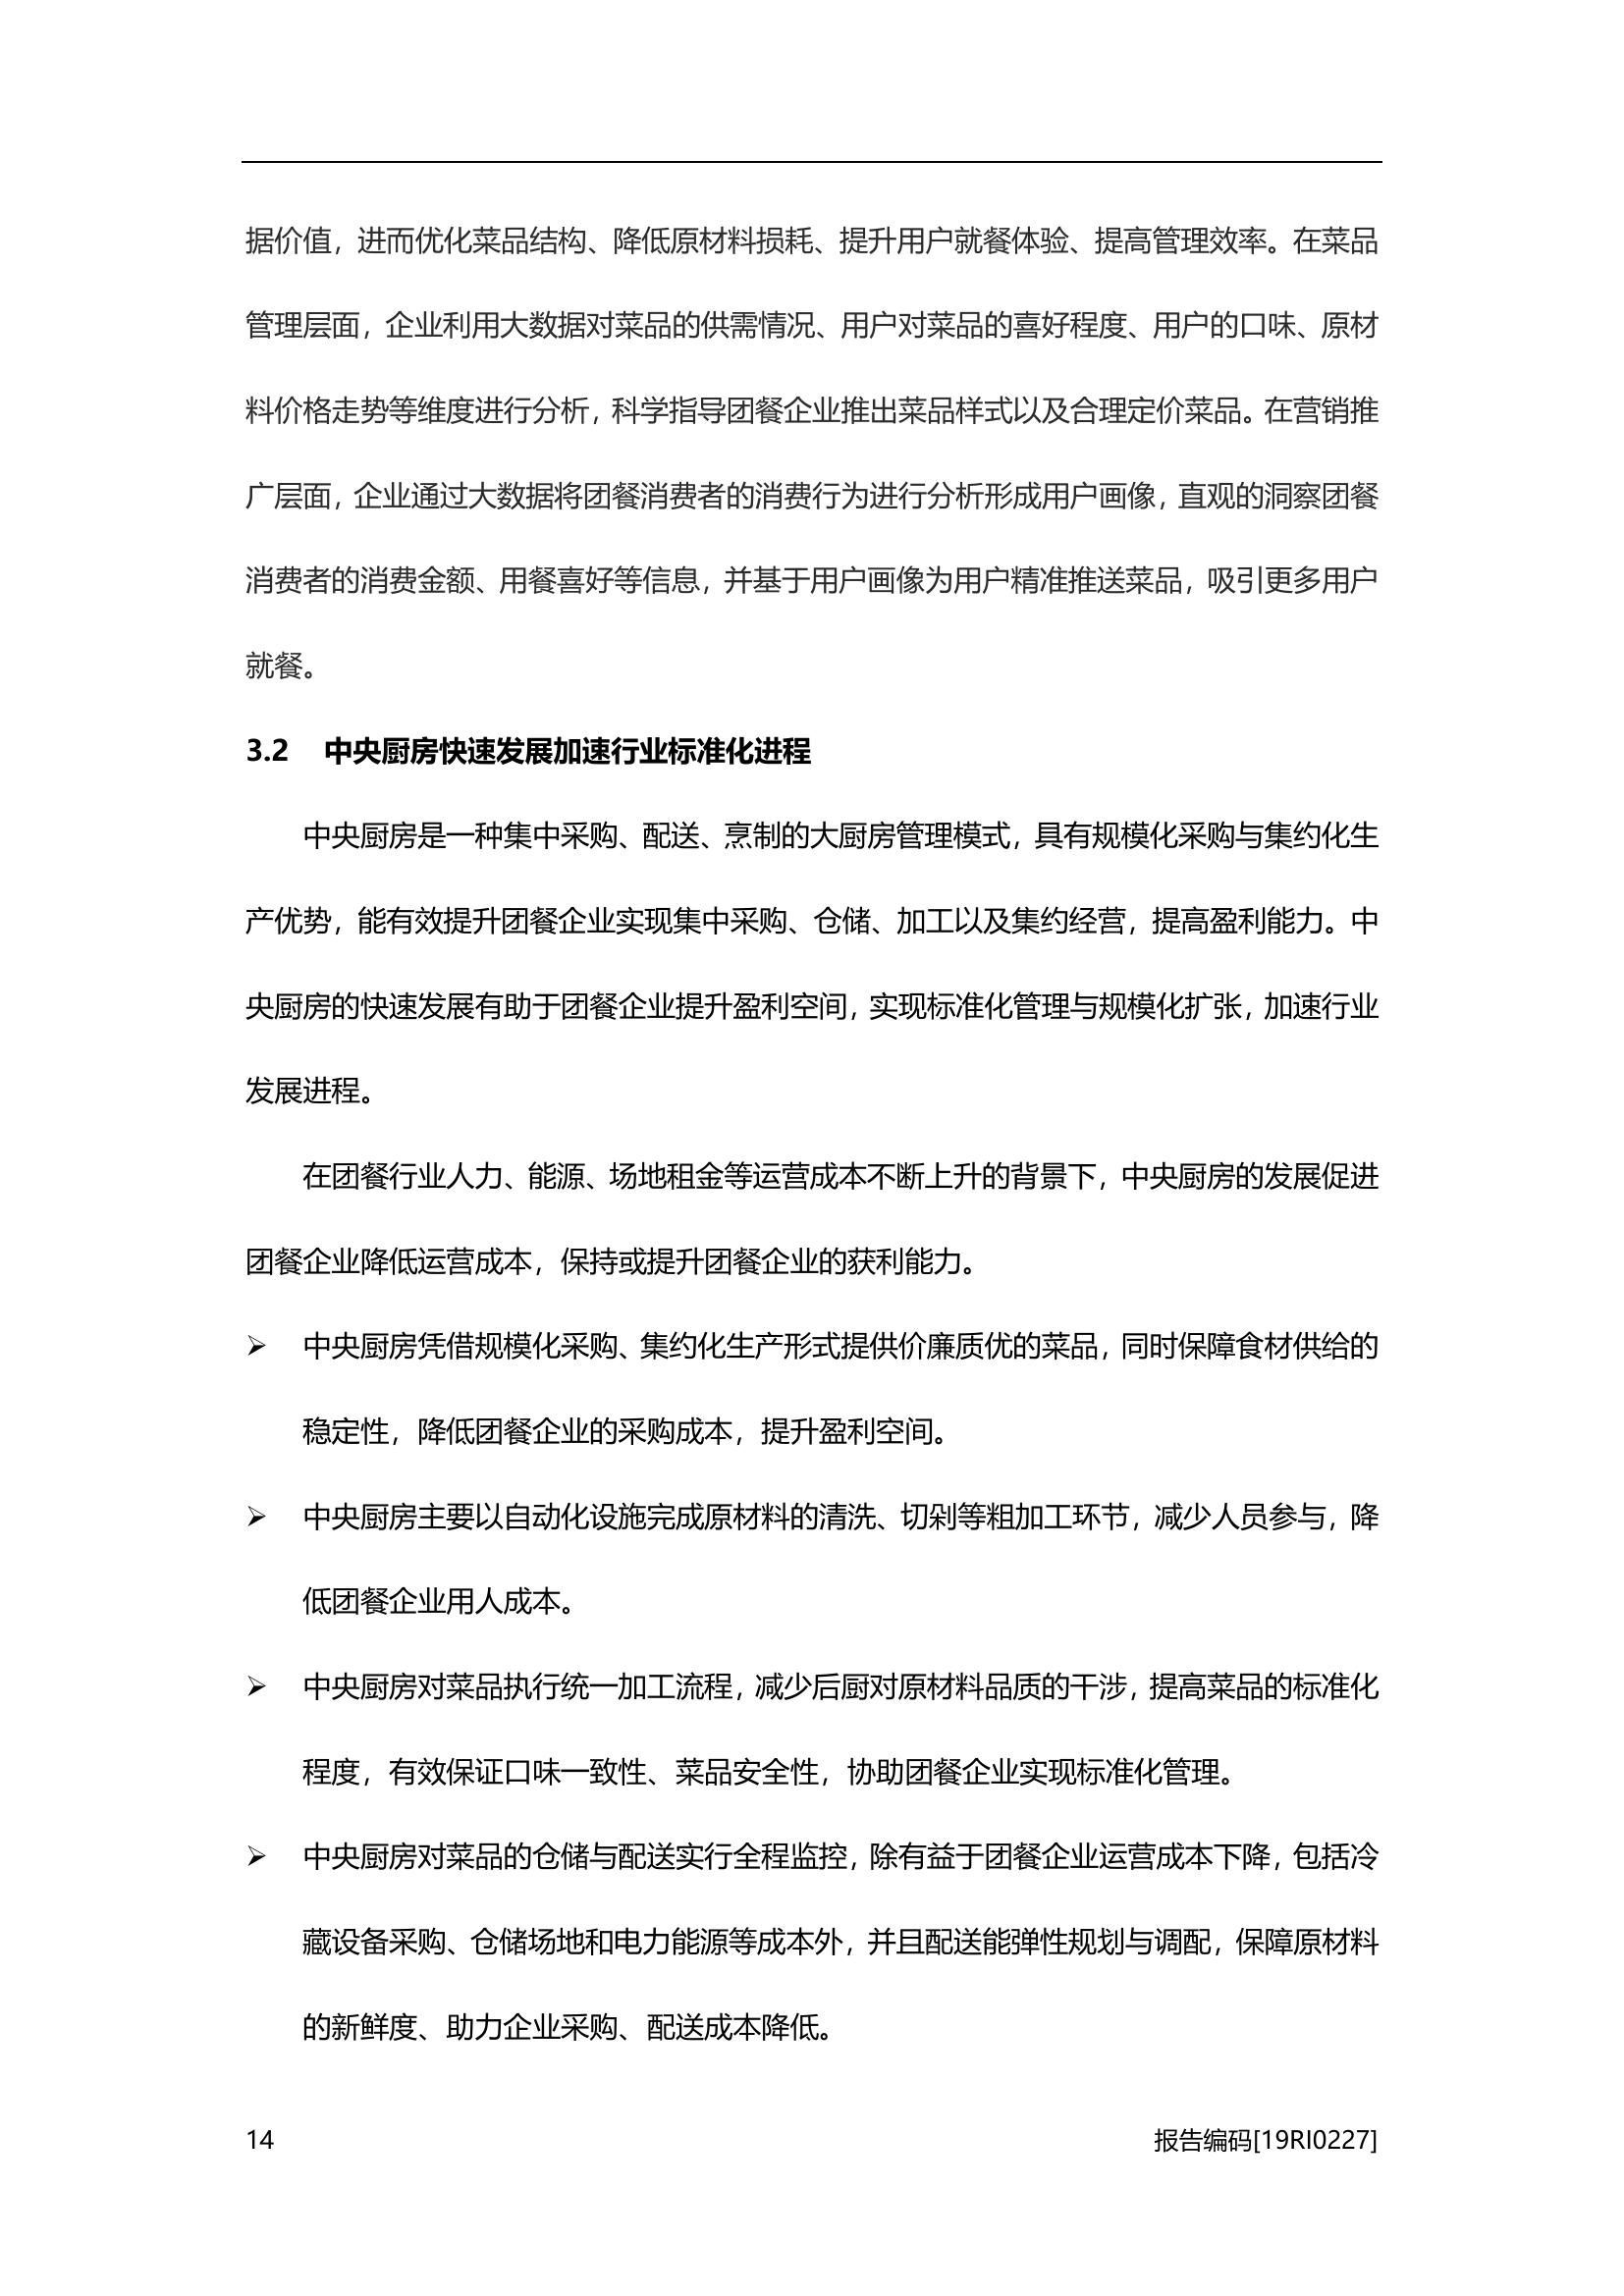 据价值，进而优化菜品结构、降低原材料损耗、提升用户就餐体验、提高管理效率。在菜品
管理层面，企业利用大数据对菜品的供需情况、用户对菜品的喜好程度、用户的口味、原材
料价格走势等维度进行分析，科学指导团餐企业推出菜品样式以及合理定价菜品。在营销推
广层面，企业通过大数据将团餐消费者的消费行为进行分析形成用户画像，直观的洞察团餐
消费者的消费金额、用餐喜好等信息，并基于用户画像为用户精准推送菜品，吸引更多用户
就餐。
3.2 中央厨房快速发展加速行业标准化进程
中央厨房是一种集中采购、配送、烹制的大厨房管理模式，具有规模化采购与集约化生
产优势，能有效提升团餐企业实现集中采购、仓储、加工以及集约经营，提高盈利能力。中
央厨房的快速发展有助于团餐企业提升盈利空间，实现标准化管理与规模化扩张，加速行业
发展进程。
在团餐行业人力、能源、场地租金等运营成本不断上升的背景下，中央厨房的发展促进
团餐企业降低运营成本，保持或提升团餐企业的获利能力。
➢ 中央厨房凭借规模化采购、集约化生产形式提供价廉质优的菜品，同时保障食材供给的
稳定性，降低团餐企业的采购成本，提升盈利空间。
➢ 中央厨房主要以自动化设施完成原材料的清洗、切剁等粗加工环节，减少人员参与，降
低团餐企业用人成本。
➢ 中央厨房对菜品执行统一加工流程，减少后厨对原材料品质的干涉，提高菜品的标准化
程度，有效保证口味一致性、菜品安全性，协助团餐企业实现标准化管理。
➢ 中央厨房对菜品的仓储与配送实行全程监控，除有益于团餐企业运营成本下降，包括冷
藏设备采购、仓储场地和电力能源等成本外，并且配送能弹性规划与调配，保障原材料
的新鲜度、助力企业采购、配送成本降低。
14 报告编码[19RI0227]